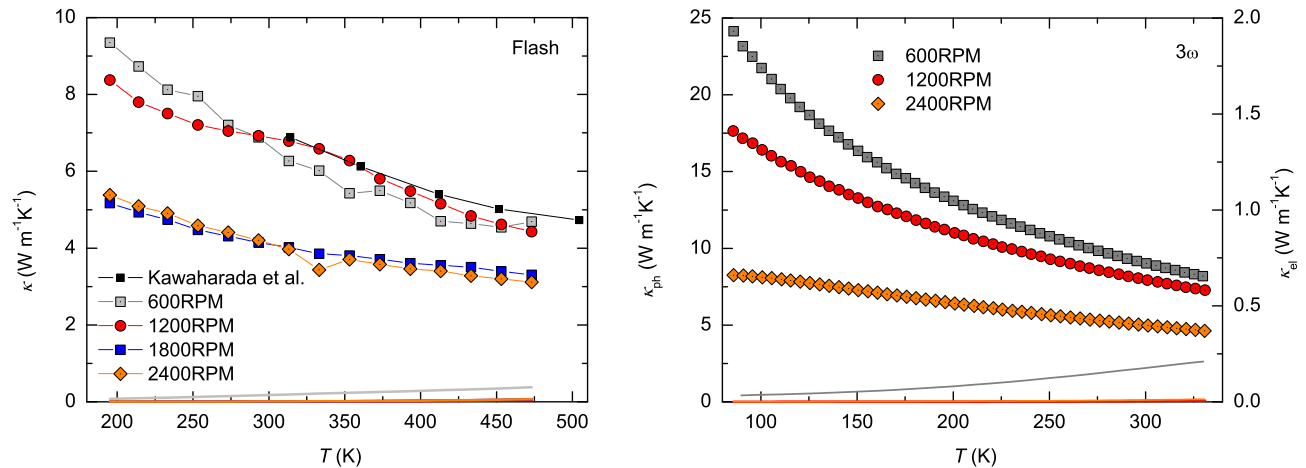 10
8
6
4
2
0
κ (W m⁻¹K⁻¹)
Flash
Kawaharada et al.
600RPM
1200RPM
1800RPM
2400RPM
200 250 300 350 400 450 500
T (K)
25
20
15
10
5
0
κph (W m⁻¹K⁻¹)
3ω
600RPM
1200RPM
2400RPM
100 150 200 250 300
T (K)
2.0
1.5
1.0
0.5
0.0
κel (W m⁻¹K⁻¹)